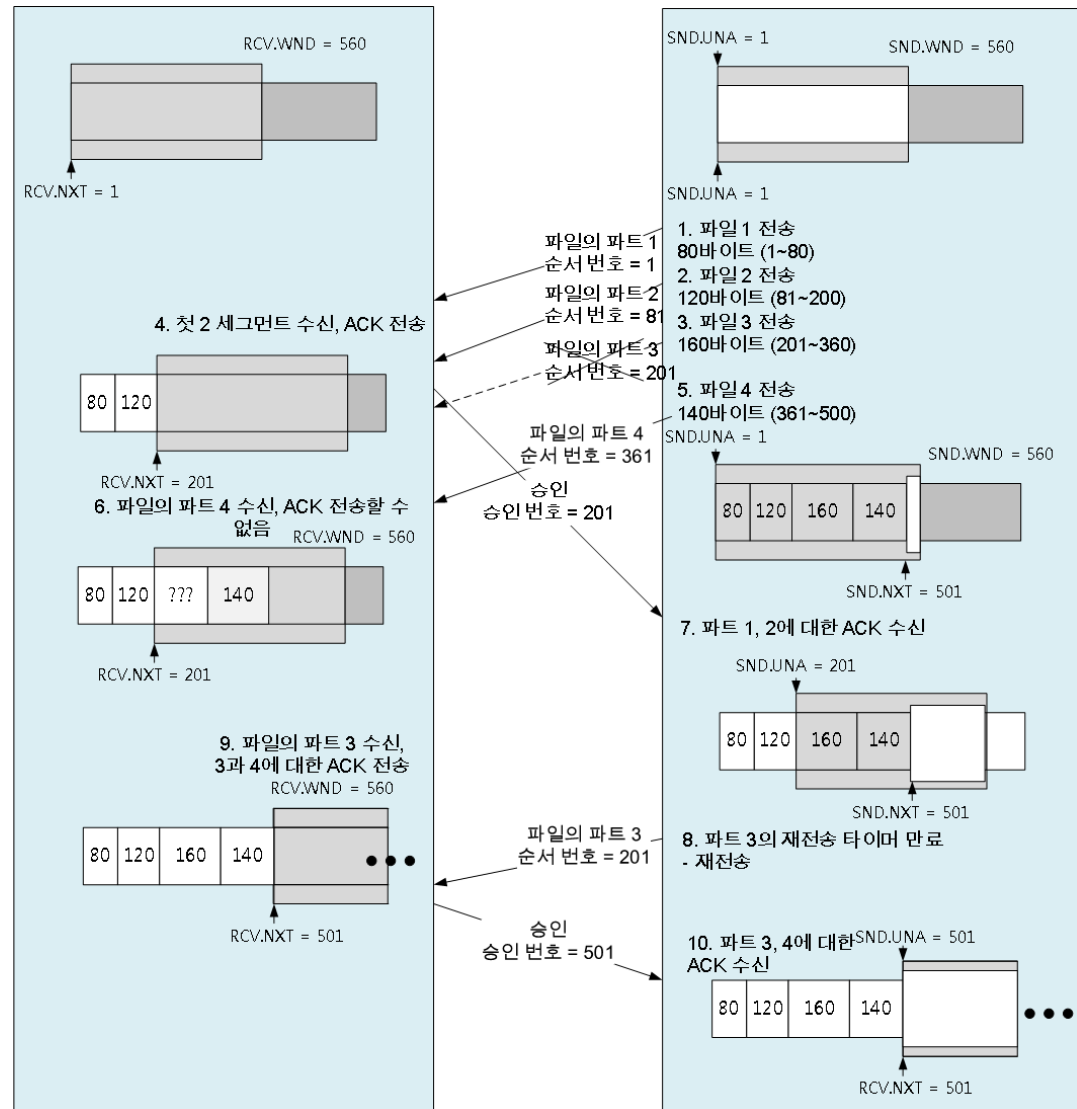 RCV.WND = 560
RCV.NXT = 1
4. 첫 2 세그먼트 수신, ACK 전송
80 120
RCV.NXT = 201
6. 파일의 파트 4 수신, ACK 전송할 수
없음
RCV.WND = 560
80 120 ??? 140
RCV.NXT = 201
9. 파일의 파트 3 수신,
3과 4에 대한 ACK 전송
RCV.WND = 560
80 120 160 140
RCV.NXT = 501
파일의 파트 1
순서 번호 = 1
파일의 파트 2
순서 번호 = 81
파일의 파트 3
순서 번호 = 201
파일의 파트 4
순서 번호 = 361
승인
승인 번호 = 201
파일의 파트 3
순서 번호 = 201
승인
승인 번호 = 501
SND.UNA = 1
SND.WND = 560
SND.UNA = 1
1. 파일 1 전송
80바이트 (1~80)
2. 파일 2 전송
120바이트 (81~200)
3. 파일 3 전송
160바이트 (201~360)
5. 파일 4 전송
140바이트 (361~500)
SND.UNA = 1
SND.WND = 560
80 120 160 140
SND.NXT = 501
7. 파트 1, 2에 대한 ACK 수신
SND.UNA = 201
80 120 160 140
SND.NXT = 501
8. 파트 3의 재전송 타이머 만료
- 재전송
10. 파트 3, 4에 대한
ACK 수신
SND.UNA = 501
80 120 160 140
RCV.NXT = 501